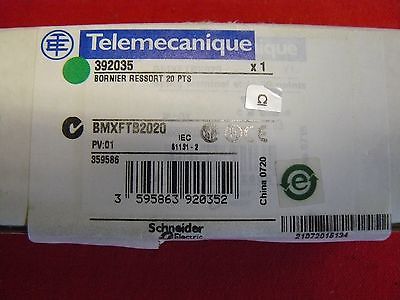 Telemecanique
392035 x 1
BORNIER RESSORT 20 PTS
Ω
BMXFTB2020
PV:01
IEC
61131-2
359586
3 595863 920352
China 0720
Schneider
Electric